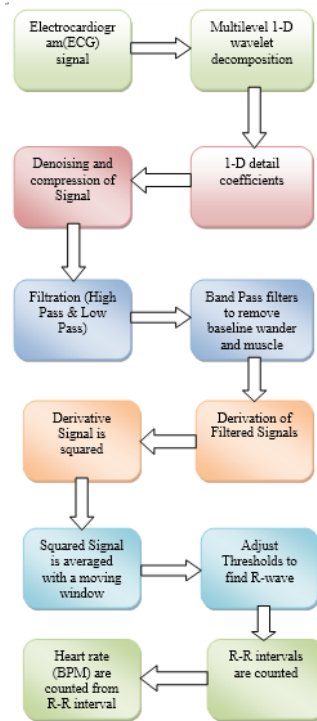 Electrocardiogr
am(ECG)
signal
Multilevel 1-D
wavelet
decomposition
Denoising and
compression of
Signal
1-D detail
coefficients
Filtration (High
Pass & Low
Pass)
Band Pass filters
to remove
baseline wander
and muscle
Derivative
Signal is
squared
Derivation of
Filtered Signals
Squared Signal
is averaged
with a moving
window
Adjust
Thresholds to
find R-wave
Heart rate
(BPM) are
counted from
R-R interval
R-R intervals
are counted